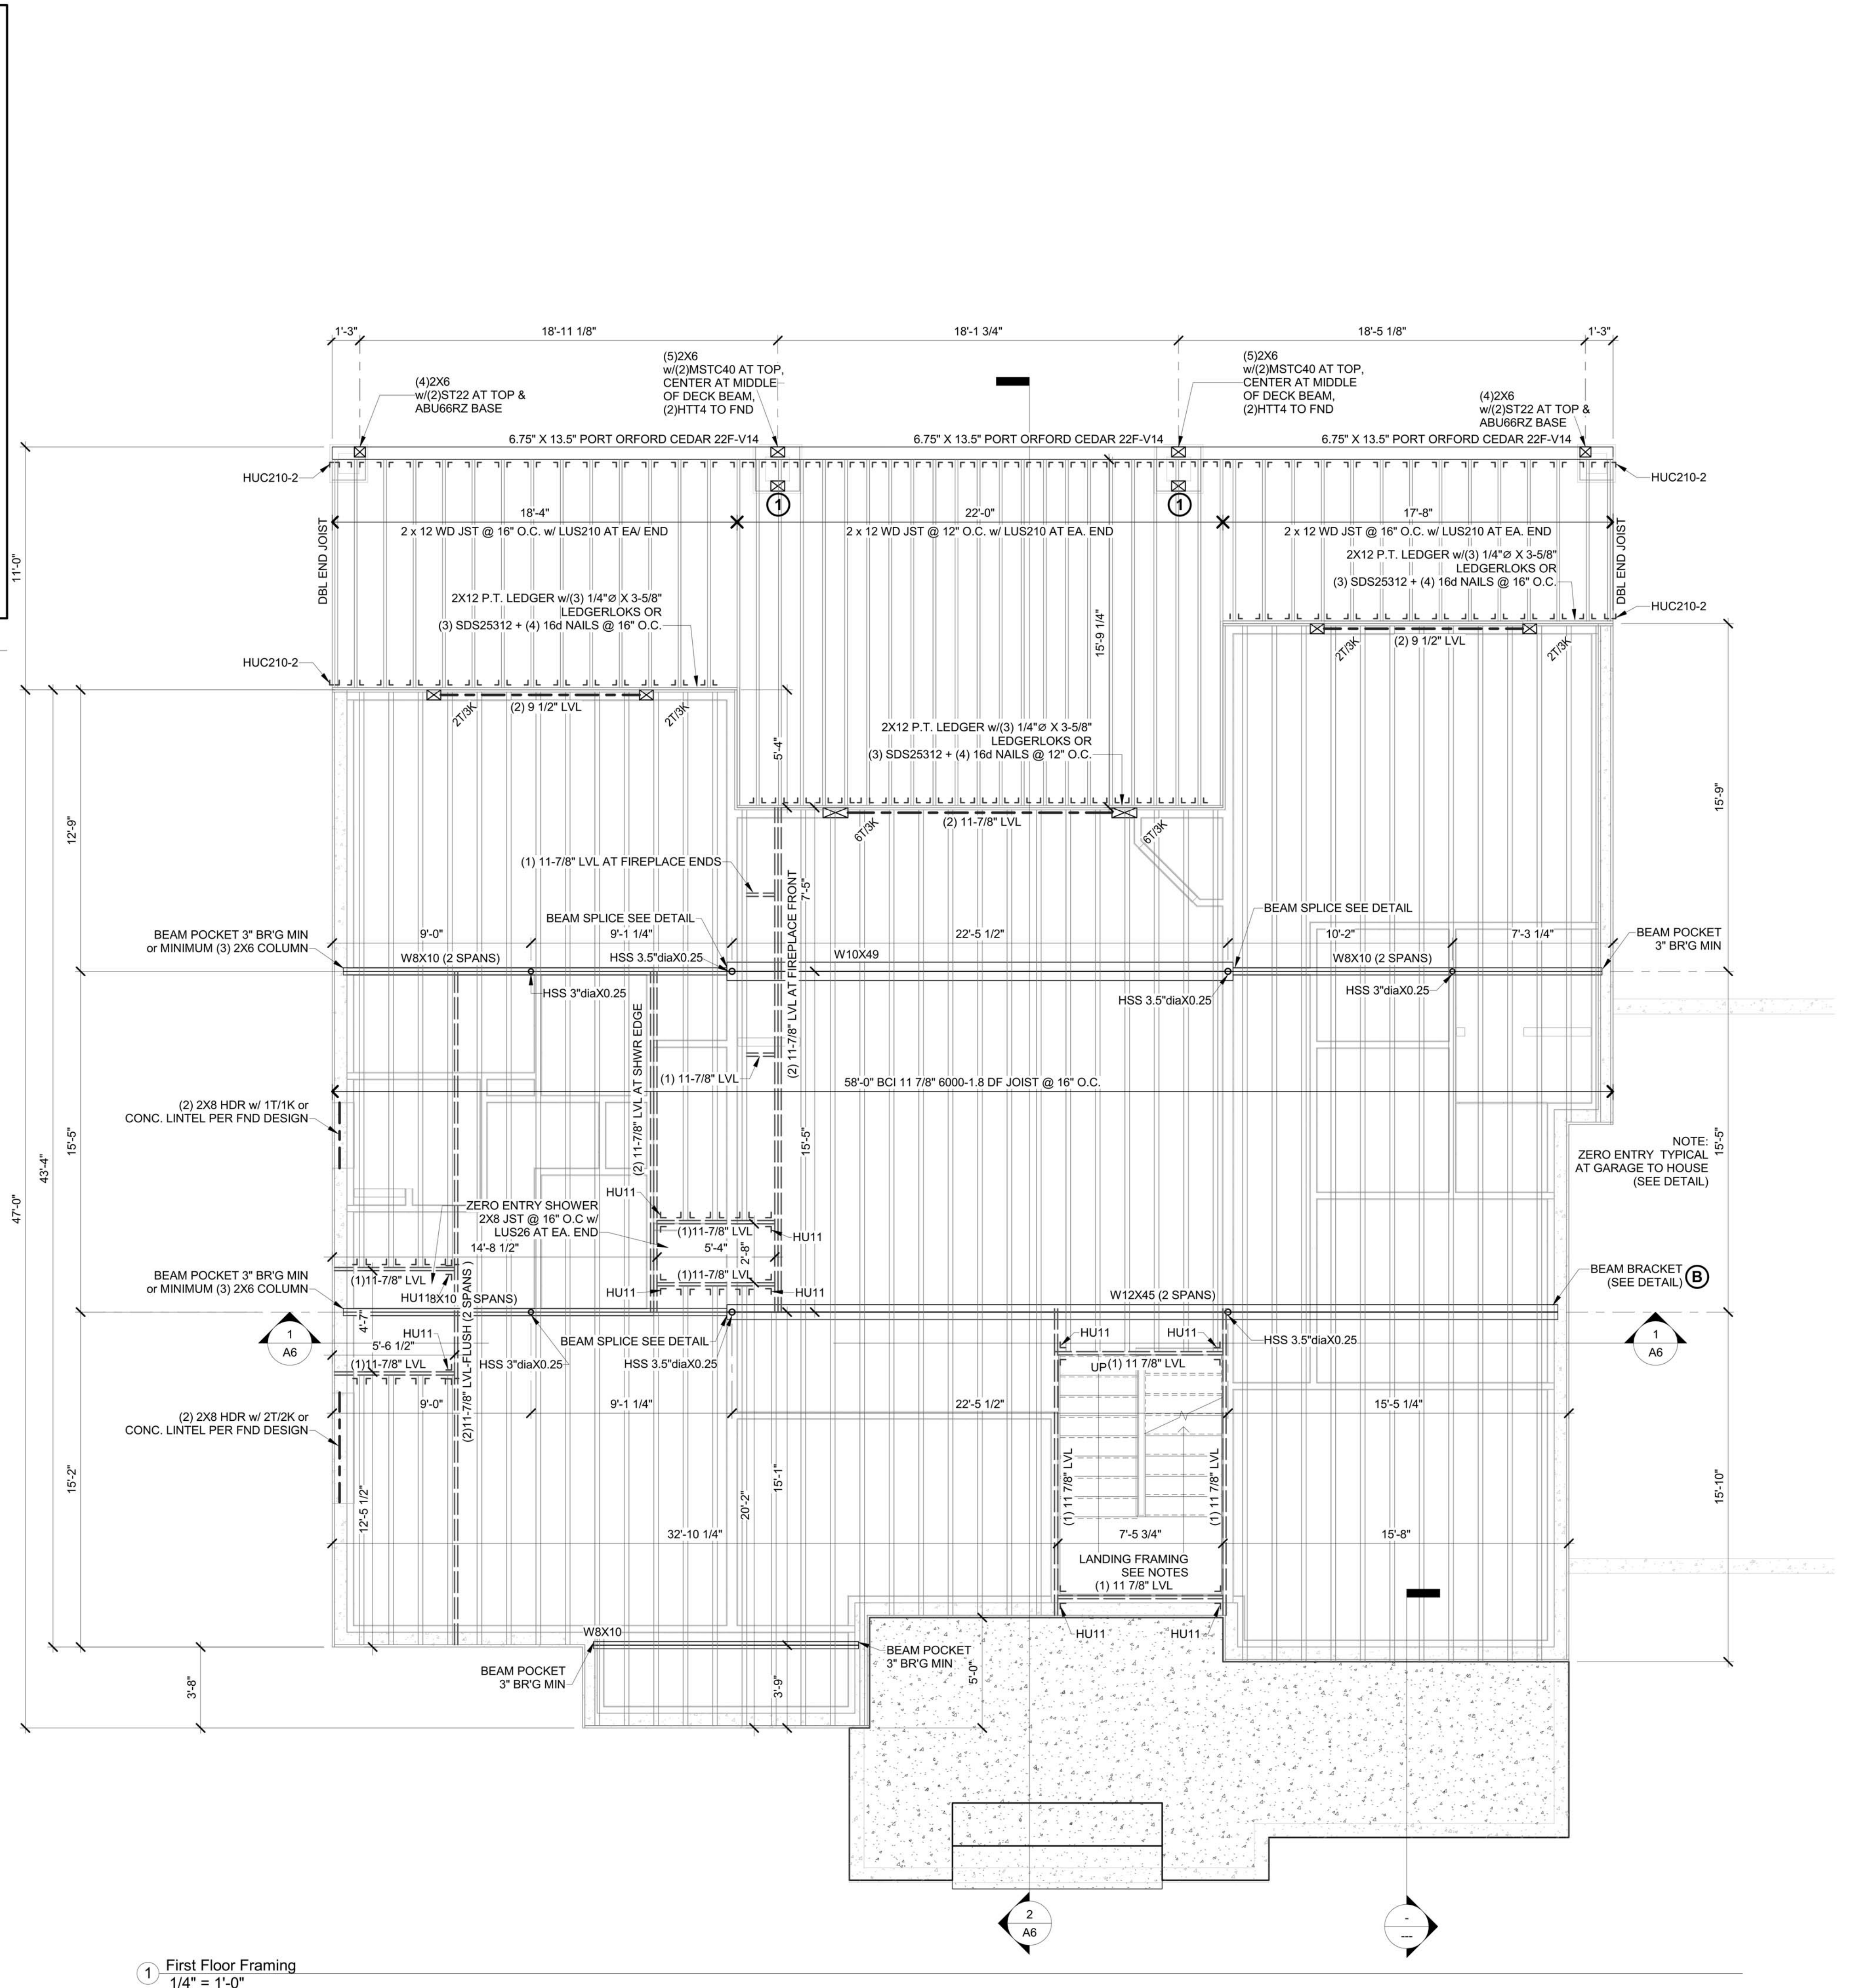 1'-3"
18'-11 1/8"
18'-1 3/4"
18'-5 1/8"
1'-3"
(4)2X6
w/(2)ST22 AT TOP &
ABU66RZ BASE
(5)2X6
w/(2)MSTC40 AT TOP,
CENTER AT MIDDLE
OF DECK BEAM,
(2)HTT4 TO FND
(5)2X6
w/(2)MSTC40 AT TOP,
CENTER AT MIDDLE
OF DECK BEAM,
(2)HTT4 TO FND
(4)2X6
w/(2)ST22 AT TOP &
ABU66RZ BASE
6.75" X 13.5" PORT ORFORD CEDAR 22F-V14
6.75" X 13.5" PORT ORFORD CEDAR 22F-V14
6.75" X 13.5" PORT ORFORD CEDAR 22F-V14
HUC210-2
HUC210-2
1
1
18'-4"
22'-0"
17'-8"
2 x 12 WD JST @ 16" O.C. w/ LUS210 AT EA/ END
2 x 12 WD JST @ 12" O.C. w/ LUS210 AT EA. END
2 x 12 WD JST @ 16" O.C. w/ LUS210 AT EA. END
DBL END JOIST
DBL END JOIST
11'-0"
2X12 P.T. LEDGER w/(3) 1/4"Ø X 3-5/8"
LEDGERLOKS OR
(3) SDS25312 + (4) 16d NAILS @ 16" O.C.
2X12 P.T. LEDGER w/(3) 1/4"Ø X 3-5/8"
LEDGERLOKS OR
(3) SDS25312 + (4) 16d NAILS @ 16" O.C.
HUC210-2
15'-9 1/4"
2T/3K
(2) 9 1/2" LVL
2T/3K
HUC210-2
2T/3K
(2) 9 1/2" LVL
2T/3K
2X12 P.T. LEDGER w/(3) 1/4"Ø X 3-5/8"
LEDGERLOKS OR
(3) SDS25312 + (4) 16d NAILS @ 12" O.C.
5'-4"
15'-9"
12'-9"
6T/3K
(2) 11-7/8" LVL
6T/3K
(1) 11-7/8" LVL AT FIREPLACE ENDS
7'-5"
(2) 11-7/8" LVL AT FIREPLACE FRONT
BEAM SPLICE SEE DETAIL
BEAM SPLICE SEE DETAIL
BEAM POCKET 3" BR'G MIN
or MINIMUM (3) 2X6 COLUMN
9'-0"
9'-1 1/4"
22'-5 1/2"
10'-2"
7'-3 1/4"
BEAM POCKET
3" BR'G MIN
W8X10 (2 SPANS)
HSS 3.5"diaX0.25
W10X49
W8X10 (2 SPANS)
HSS 3"diaX0.25
HSS 3.5"diaX0.25
HSS 3"diaX0.25
(2) 11-7/8" LVL AT SHWR EDGE
(1) 11-7/8" LVL
58'-0" BCI 11 7/8" 6000-1.8 DF JOIST @ 16" O.C.
(2) 2X8 HDR w/ 1T/1K or
CONC. LINTEL PER FND DESIGN
15'-5"
15'-5"
15'-5"
43'-4"
47'-0"
NOTE:
ZERO ENTRY TYPICAL
AT GARAGE TO HOUSE
(SEE DETAIL)
HU11
ZERO ENTRY SHOWER
2X8 JST @ 16" O.C w/
LUS26 AT EA. END
(1)11-7/8" LVL
HU11
14'-8 1/2"
5'-4"
2'-8"
BEAM POCKET 3" BR'G MIN
or MINIMUM (3) 2X6 COLUMN
(1)11-7/8" LVL
(1)11-7/8" LVL
HU11
8X10
SPANS)
HU11
HU11
W12X45 (2 SPANS)
BEAM BRACKET
(SEE DETAIL)
B
1
A6
4'-7"
HU11
5'-6 1/2"
(1)11-7/8" LVL
(2)11-7/8" LVL-FLUSH (2 SPANS )
BEAM SPLICE SEE DETAIL
HSS 3"diaX0.25
HSS 3.5"diaX0.25
HU11
HU11
HSS 3.5"diaX0.25
UP
(1) 11 7/8" LVL
1
A6
9'-0"
9'-1 1/4"
22'-5 1/2"
15'-5 1/4"
(2) 2X8 HDR w/ 2T/2K or
CONC. LINTEL PER FND DESIGN
15'-2"
12'-5 1/2"
20'-2"
15'-1"
(1) 11 7/8" LVL
(1) 11 7/8" LVL
15'-10"
32'-10 1/4"
7'-5 3/4"
15'-8"
LANDING FRAMING
SEE NOTES
(1) 11 7/8" LVL
W8X10
HU11
HU11
BEAM POCKET
3" BR'G MIN
BEAM POCKET
3" BR'G MIN
3'-8"
3'-9"
5'-0"
2
A6
-
---
1
First Floor Framing
1/4" = 1'-0"